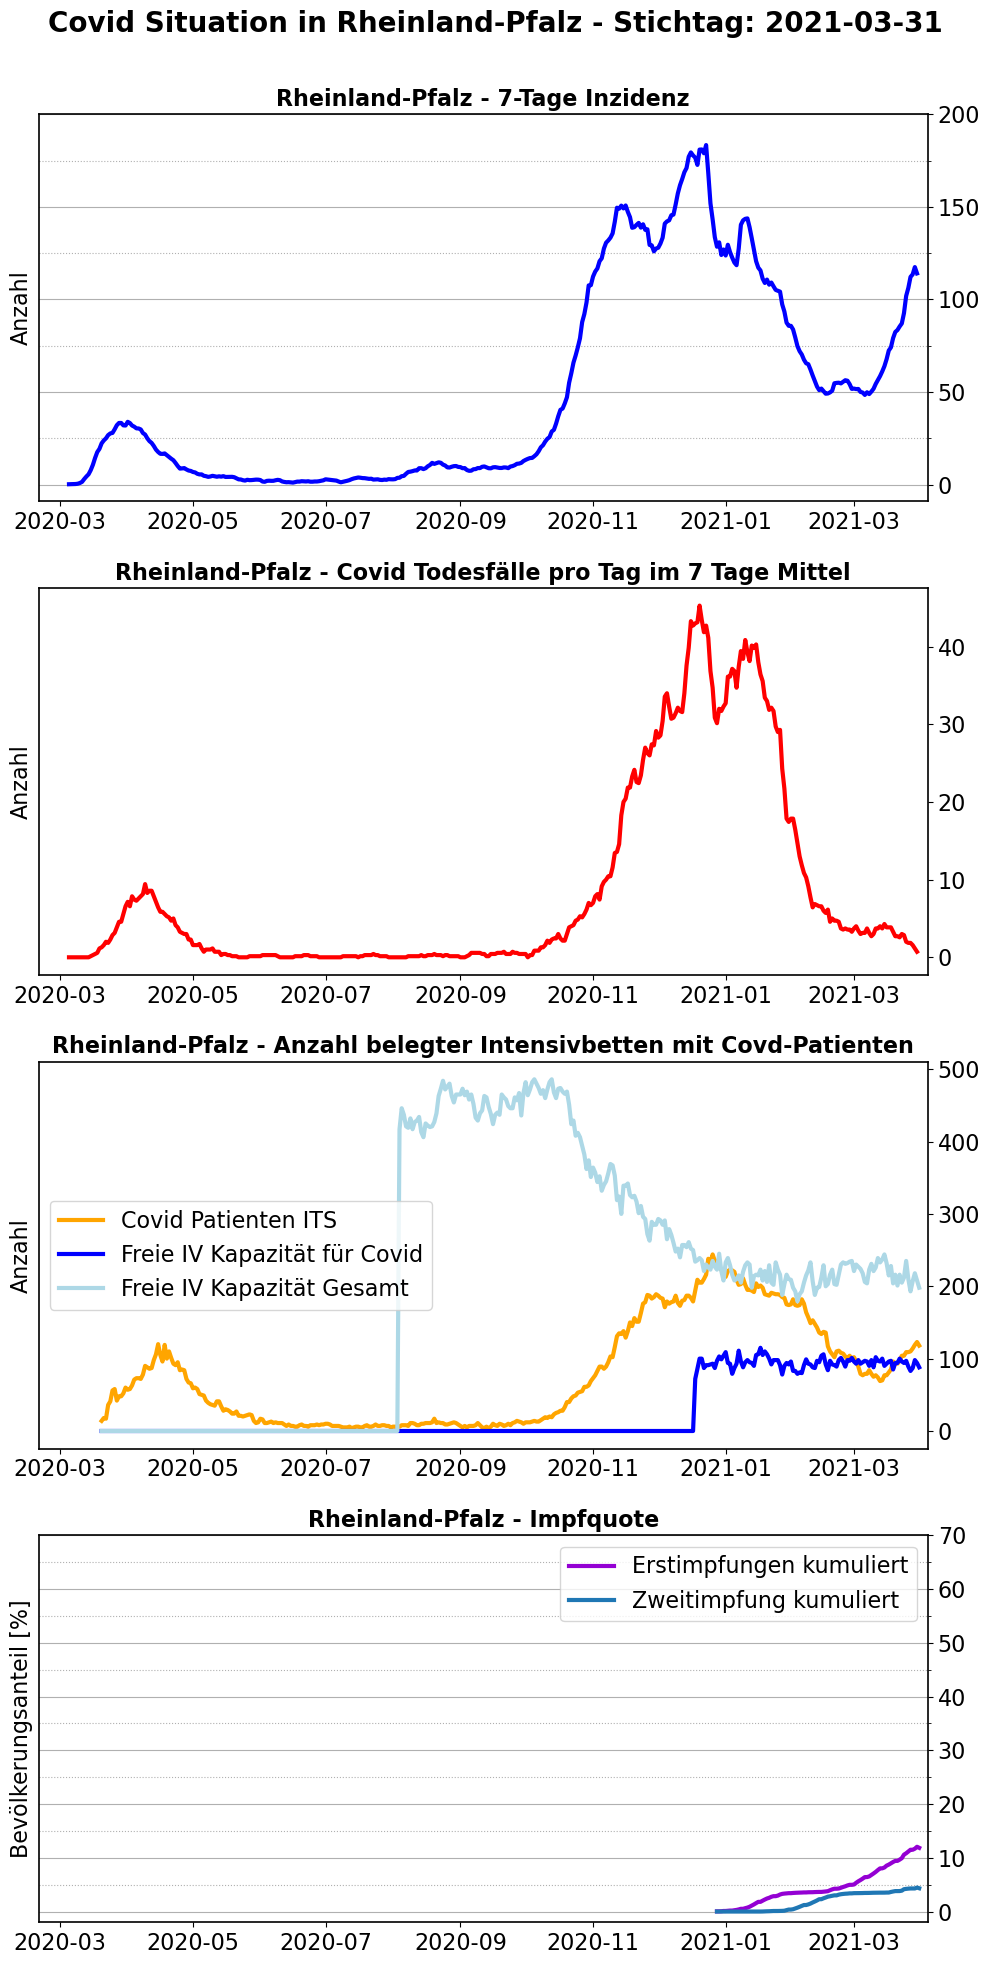 Covid Situation in Rheinland-Pfalz - Stichtag: 2021-03-31
Rheinland-Pfalz - 7-Tage Inzidenz
Anzahl
200
150
100
50
0
2020-03 2020-05 2020-07 2020-09 2020-11 2021-01 2021-03
Rheinland-Pfalz - Covid Todesfälle pro Tag im 7 Tage Mittel
Anzahl
40
30
20
10
0
2020-03 2020-05 2020-07 2020-09 2020-11 2021-01 2021-03
Rheinland-Pfalz - Anzahl belegter Intensivbetten mit Covd-Patienten
Anzahl
500
400
300
200
100
0
Covid Patienten ITS
Freie IV Kapazität für Covid
Freie IV Kapazität Gesamt
2020-03 2020-05 2020-07 2020-09 2020-11 2021-01 2021-03
Rheinland-Pfalz - Impfquote
Bevölkerungsanteil [%]
Erstimpfungen kumuliert
Zweitimpfung kumuliert
70
60
50
40
30
20
10
0
2020-03 2020-05 2020-07 2020-09 2020-11 2021-01 2021-03